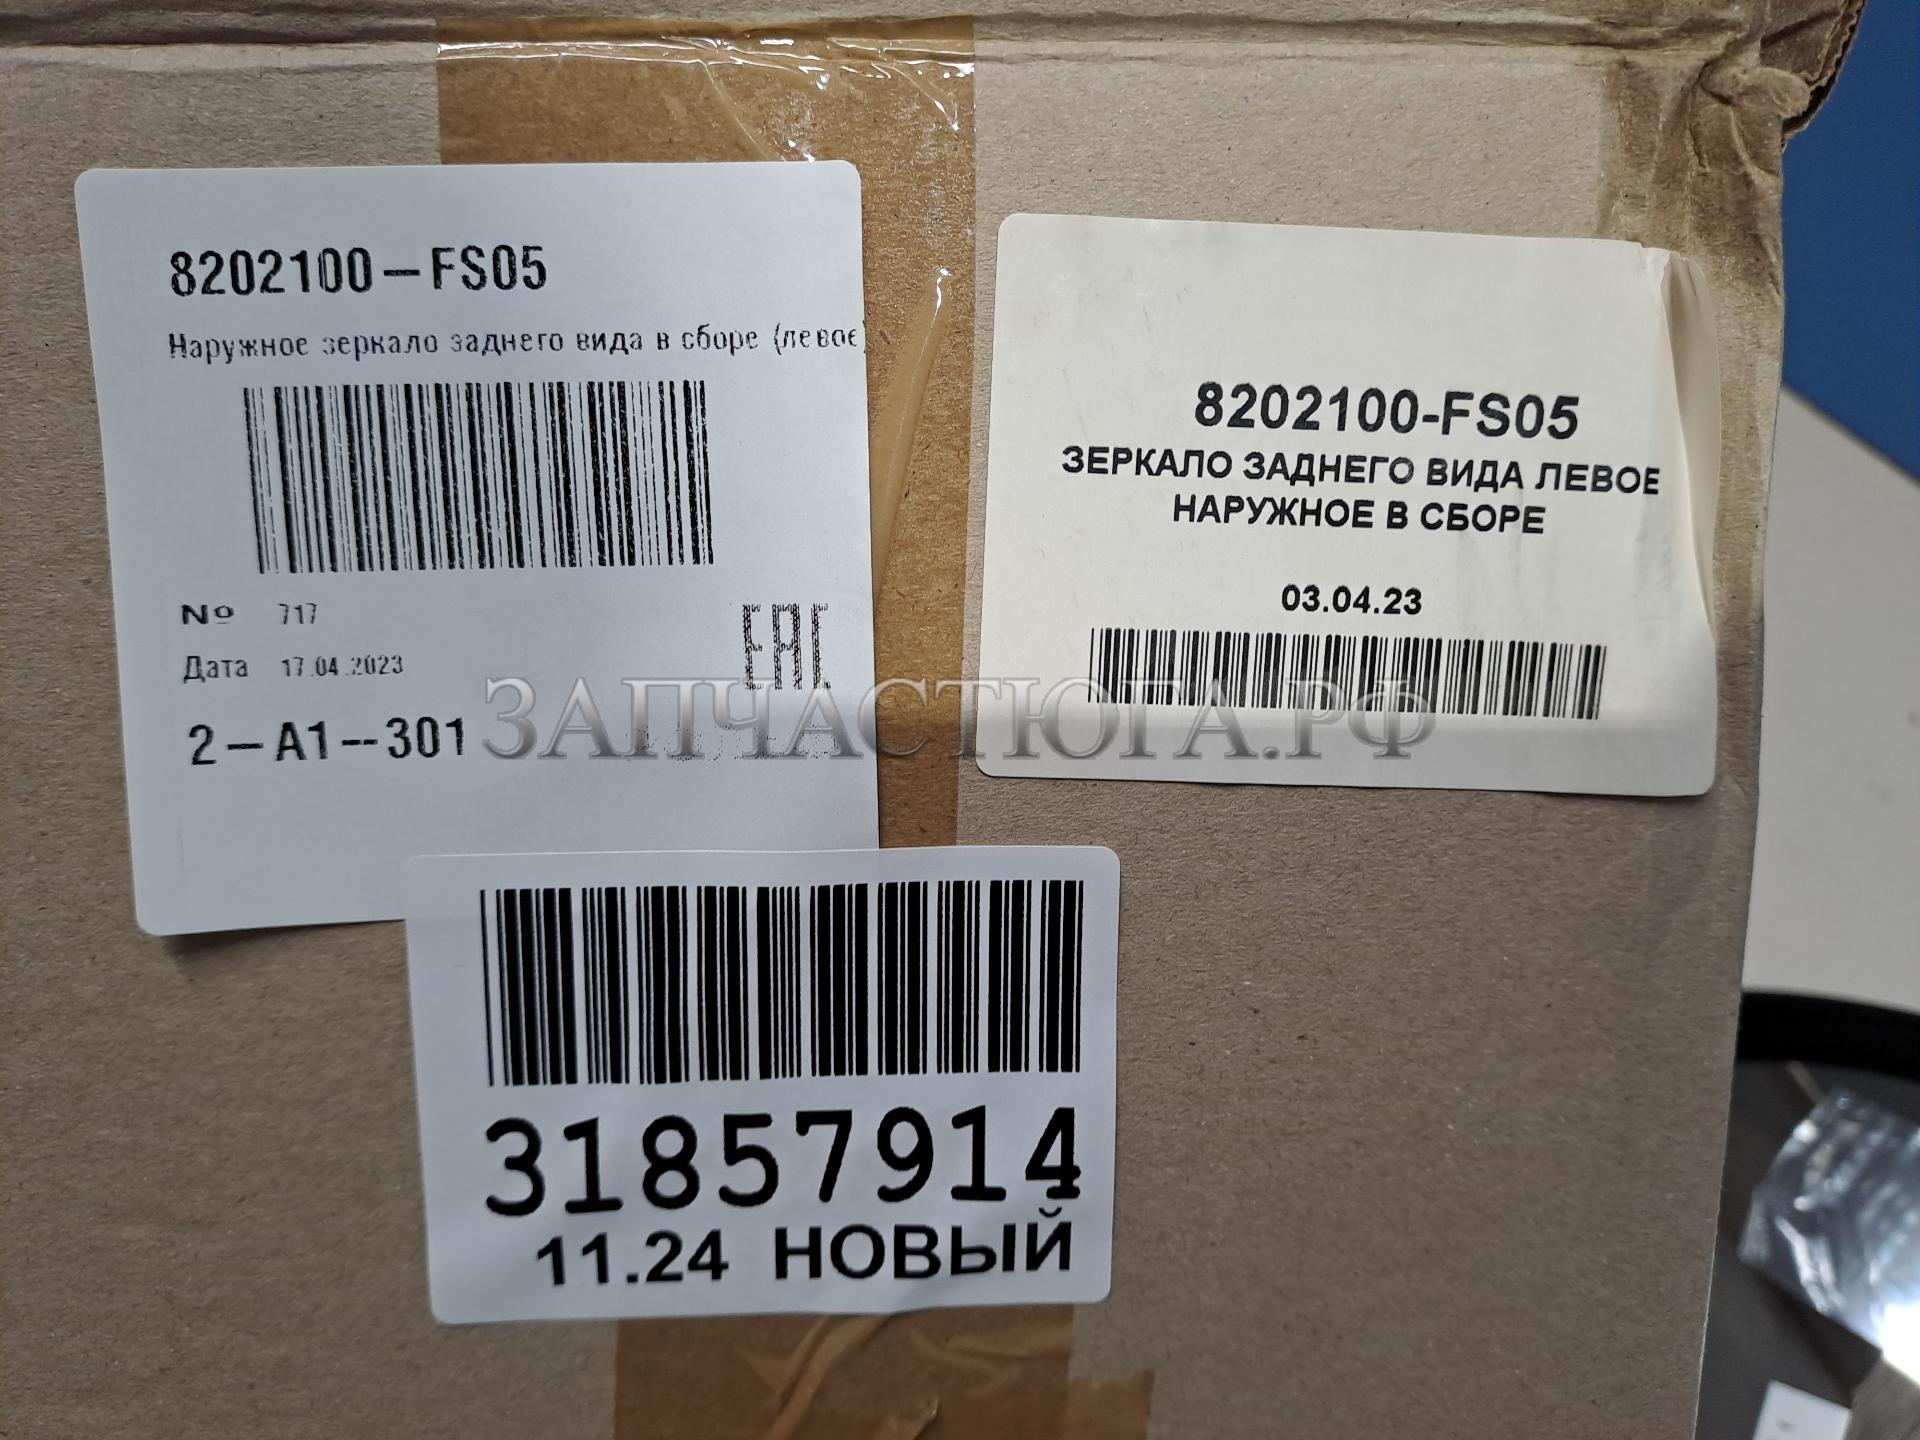 8202100-FS05
Наружное зеркало заднего вида в сборе (левое)
№ 717
Дата 17.04.2023
EAC
2-A1--301
8202100-FS05
ЗЕРКАЛО ЗАДНЕГО ВИДА ЛЕВОЕ
НАРУЖНОЕ В СБОРЕ
03.04.23
ЗАПЧАСТЮГА.РФ
31857914
11.24 НОВЫЙ